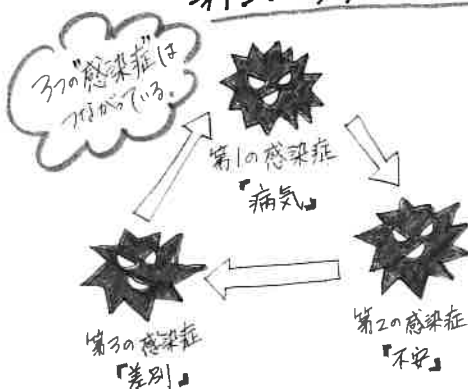 3つの"感染症"は
つながっている。
第1の感染症
『病気』
第2の感染症
『不安』
第3の感染症
『差別』